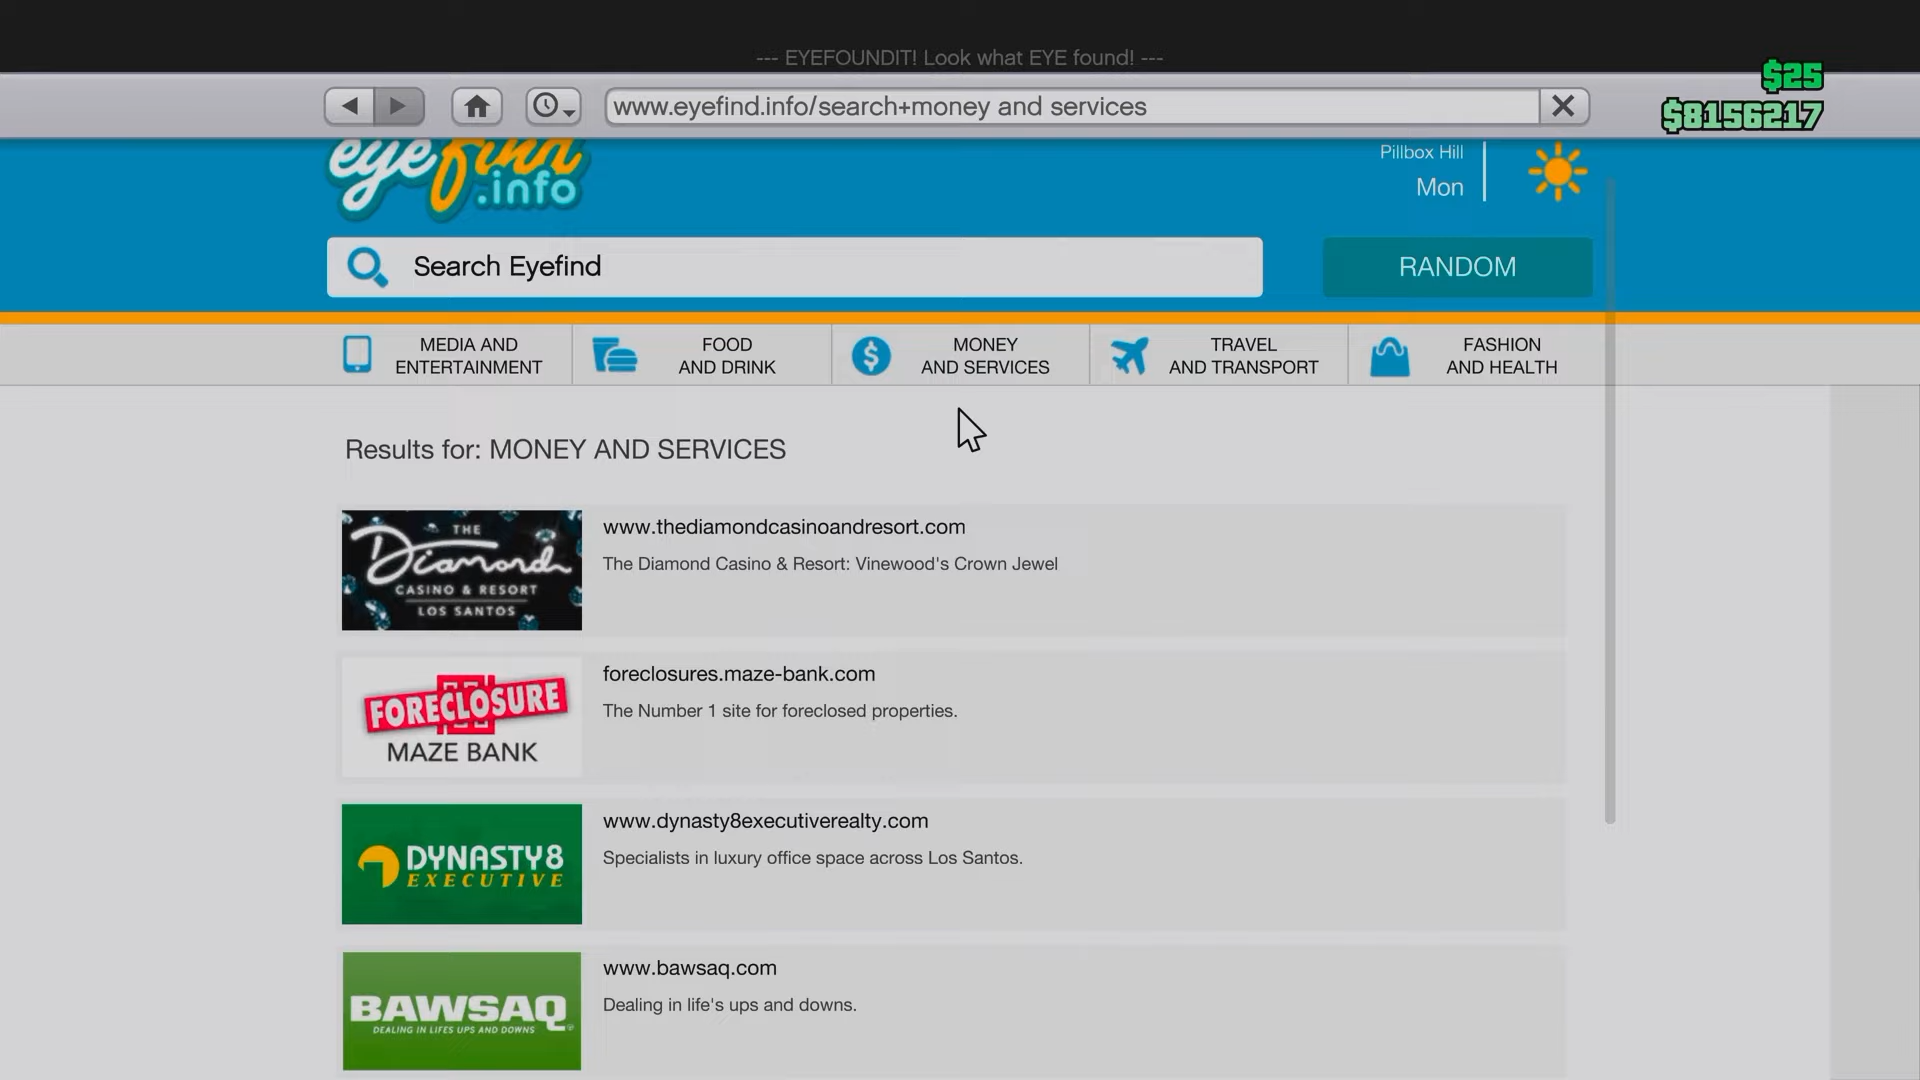 --- EYEFOUNDIT! Look what EYE found! ---
$25
www.eyefind.info/search+money and services
$8156217
eyefind
.info
Pillbox Hill
Mon
Search Eyefind
RANDOM
MEDIA AND
ENTERTAINMENT
FOOD
AND DRINK
MONEY
AND SERVICES
TRAVEL
AND TRANSPORT
FASHION
AND HEALTH
Results for: MONEY AND SERVICES
THE
Diamond
CASINO & RESORT
LOS SANTOS
www.thediamondcasinoandresort.com
The Diamond Casino & Resort: Vinewood's Crown Jewel
FORECLOSURE
MAZE BANK
foreclosures.maze-bank.com
The Number 1 site for foreclosed properties.
DYNASTY8
EXECUTIVE
www.dynasty8executiverealty.com
Specialists in luxury office space across Los Santos.
BAWSAQ
DEALING IN LIFES UPS AND DOWNS
www.bawsaq.com
Dealing in life's ups and downs.